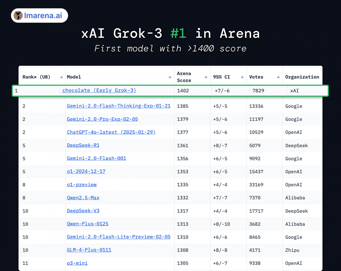 lmarena.ai
xAI Grok-3 #1 in Arena
First model with >1400 score
Rank* (UB) Model Arena Score 95% CI Votes Organization
1 chocolate (Early Grok-3) 1402 +7/-6 7829 xAI
2 Gemini-2.0-Flash-Thinking-Exp-01-21 1385 +5/-5 13336 Google
2 Gemini-2.0-Pro-Exp-02-05 1379 +5/-6 11197 Google
2 ChatGPT-4o-latest (2025-01-29) 1377 +5/-6 10529 OpenAI
5 DeepSeek-R1 1361 +8/-7 5079 DeepSeek
5 Gemini-2.0-Flash-001 1356 +6/-5 9092 Google
5 o1-2024-12-17 1353 +6/-5 15437 OpenAI
8 o1-preview 1335 +4/-4 33169 OpenAI
8 Qwen2.5-Max 1332 +7/-7 7370 Alibaba
10 DeepSeek-V3 1317 +4/-4 17717 DeepSeek
10 Qwen-Plus-0125 1313 +8/-10 3682 Alibaba
10 Gemini-2.0-Flash-Lite-Preview-02-05 1310 +6/-6 8465 Google
10 GLM-4-Plus-0111 1308 +8/-8 4171 Zhipu
11 o3-mini 1305 +6/-7 9338 OpenAI